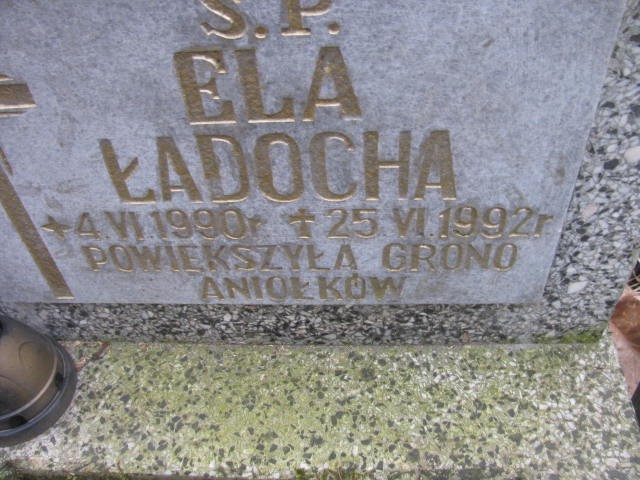 Ś.P.
ELA
ŁADOCHA
* 4.VI.1990r ✝ 25.VI.1992r
POWIĘKSZYŁA GRONO
ANIOŁKÓW